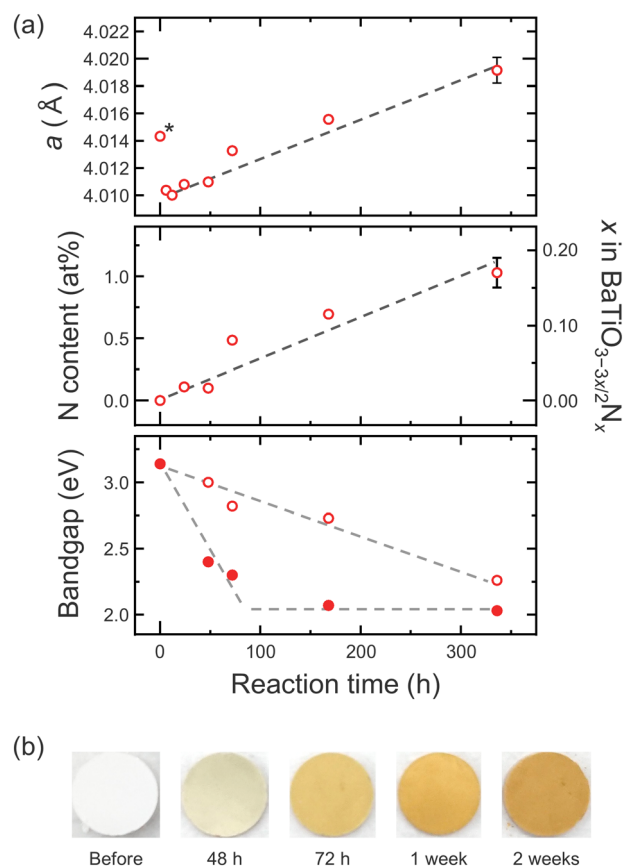 (a)
a (Å)
4.022
4.020
4.018
4.016
4.014
4.012
4.010
*
N content (at%)
1.0
0.5
0.0
x in BaTiO3−3x/2Nx
0.20
0.10
0.00
Bandgap (eV)
3.0
2.5
2.0
0 100 200 300
Reaction time (h)
(b)
Before 48 h 72 h 1 week 2 weeks